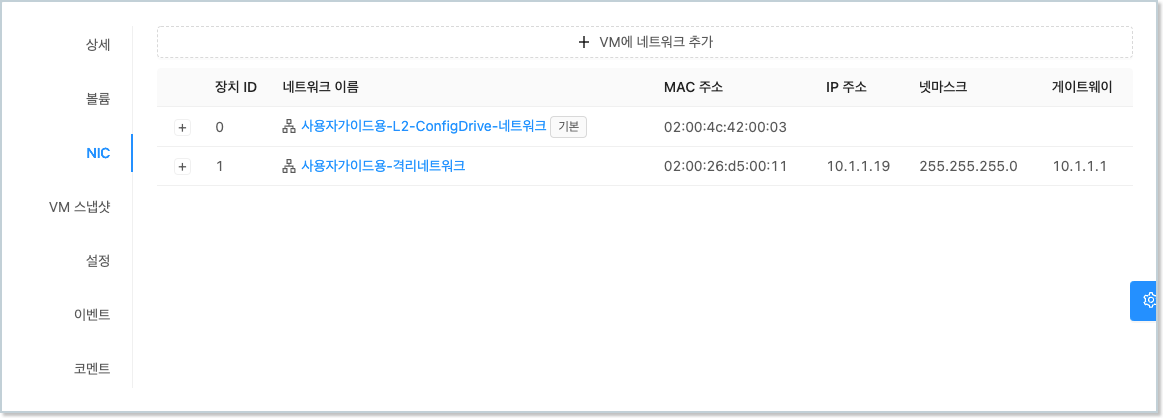 상세
볼륨
NIC
VM 스냅샷
설정
이벤트
코멘트
+ VM에 네트워크 추가
장치 ID 네트워크 이름 MAC 주소 IP 주소 넷마스크 게이트웨이
+ 0 사용자가이드용-L2-ConfigDrive-네트워크 기본 02:00:4c:42:00:03
+ 1 사용자가이드용-격리네트워크 02:00:26:d5:00:11 10.1.1.19 255.255.255.0 10.1.1.1